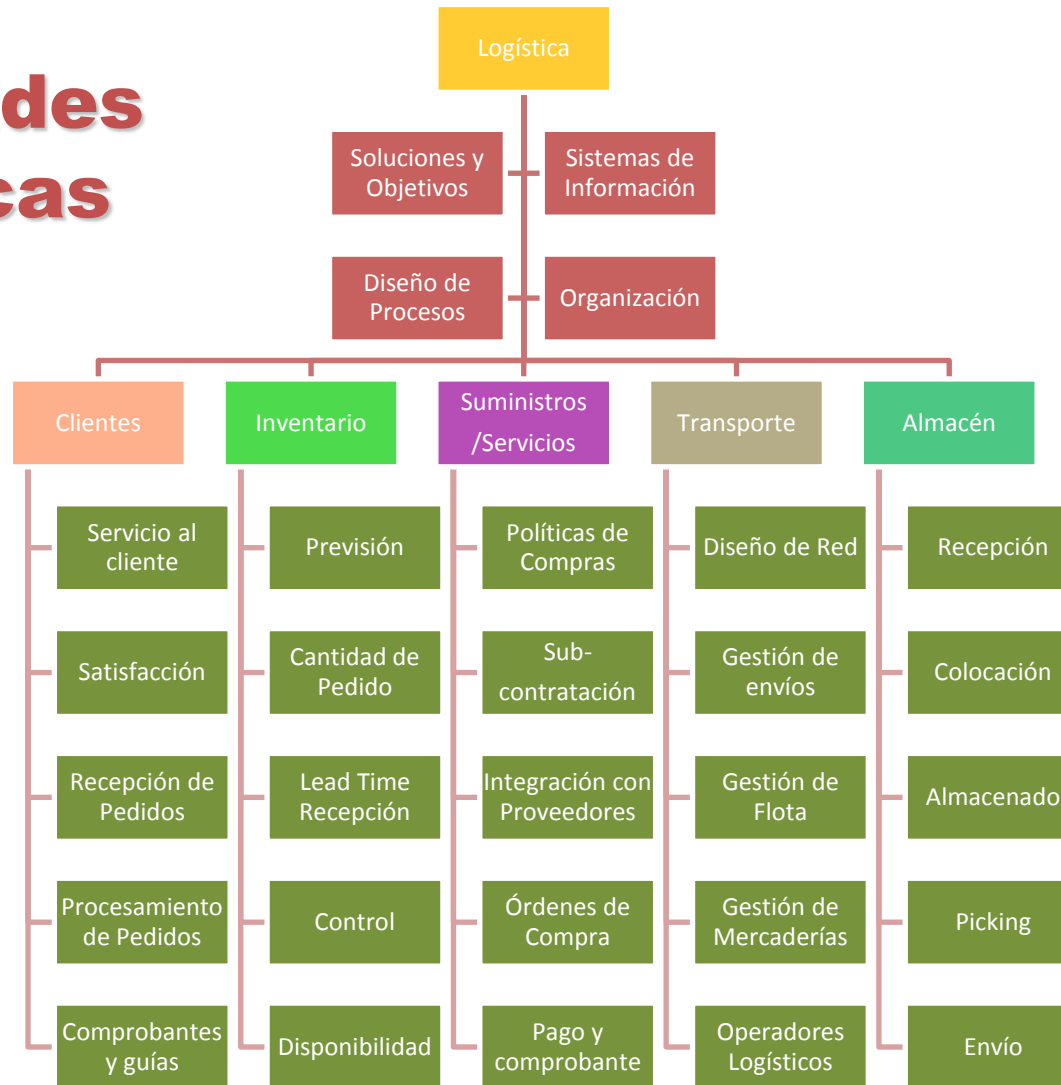 des
cas
Logística
Soluciones y
Objetivos
Sistemas de
Información
Diseño de
Procesos
Organización
Clientes
Inventario
Suministros
/Servicios
Transporte
Almacén
Servicio al
cliente
Satisfacción
Recepción de
Pedidos
Procesamiento
de Pedidos
Comprobantes
y guías
Previsión
Cantidad de
Pedido
Lead Time
Recepción
Control
Disponibilidad
Políticas de
Compras
Sub-
contratación
Integración con
Proveedores
Órdenes de
Compra
Pago y
comprobante
Diseño de Red
Gestión de
envíos
Gestión de
Flota
Gestión de
Mercaderías
Operadores
Logísticos
Recepción
Colocación
Almacenado
Picking
Envío